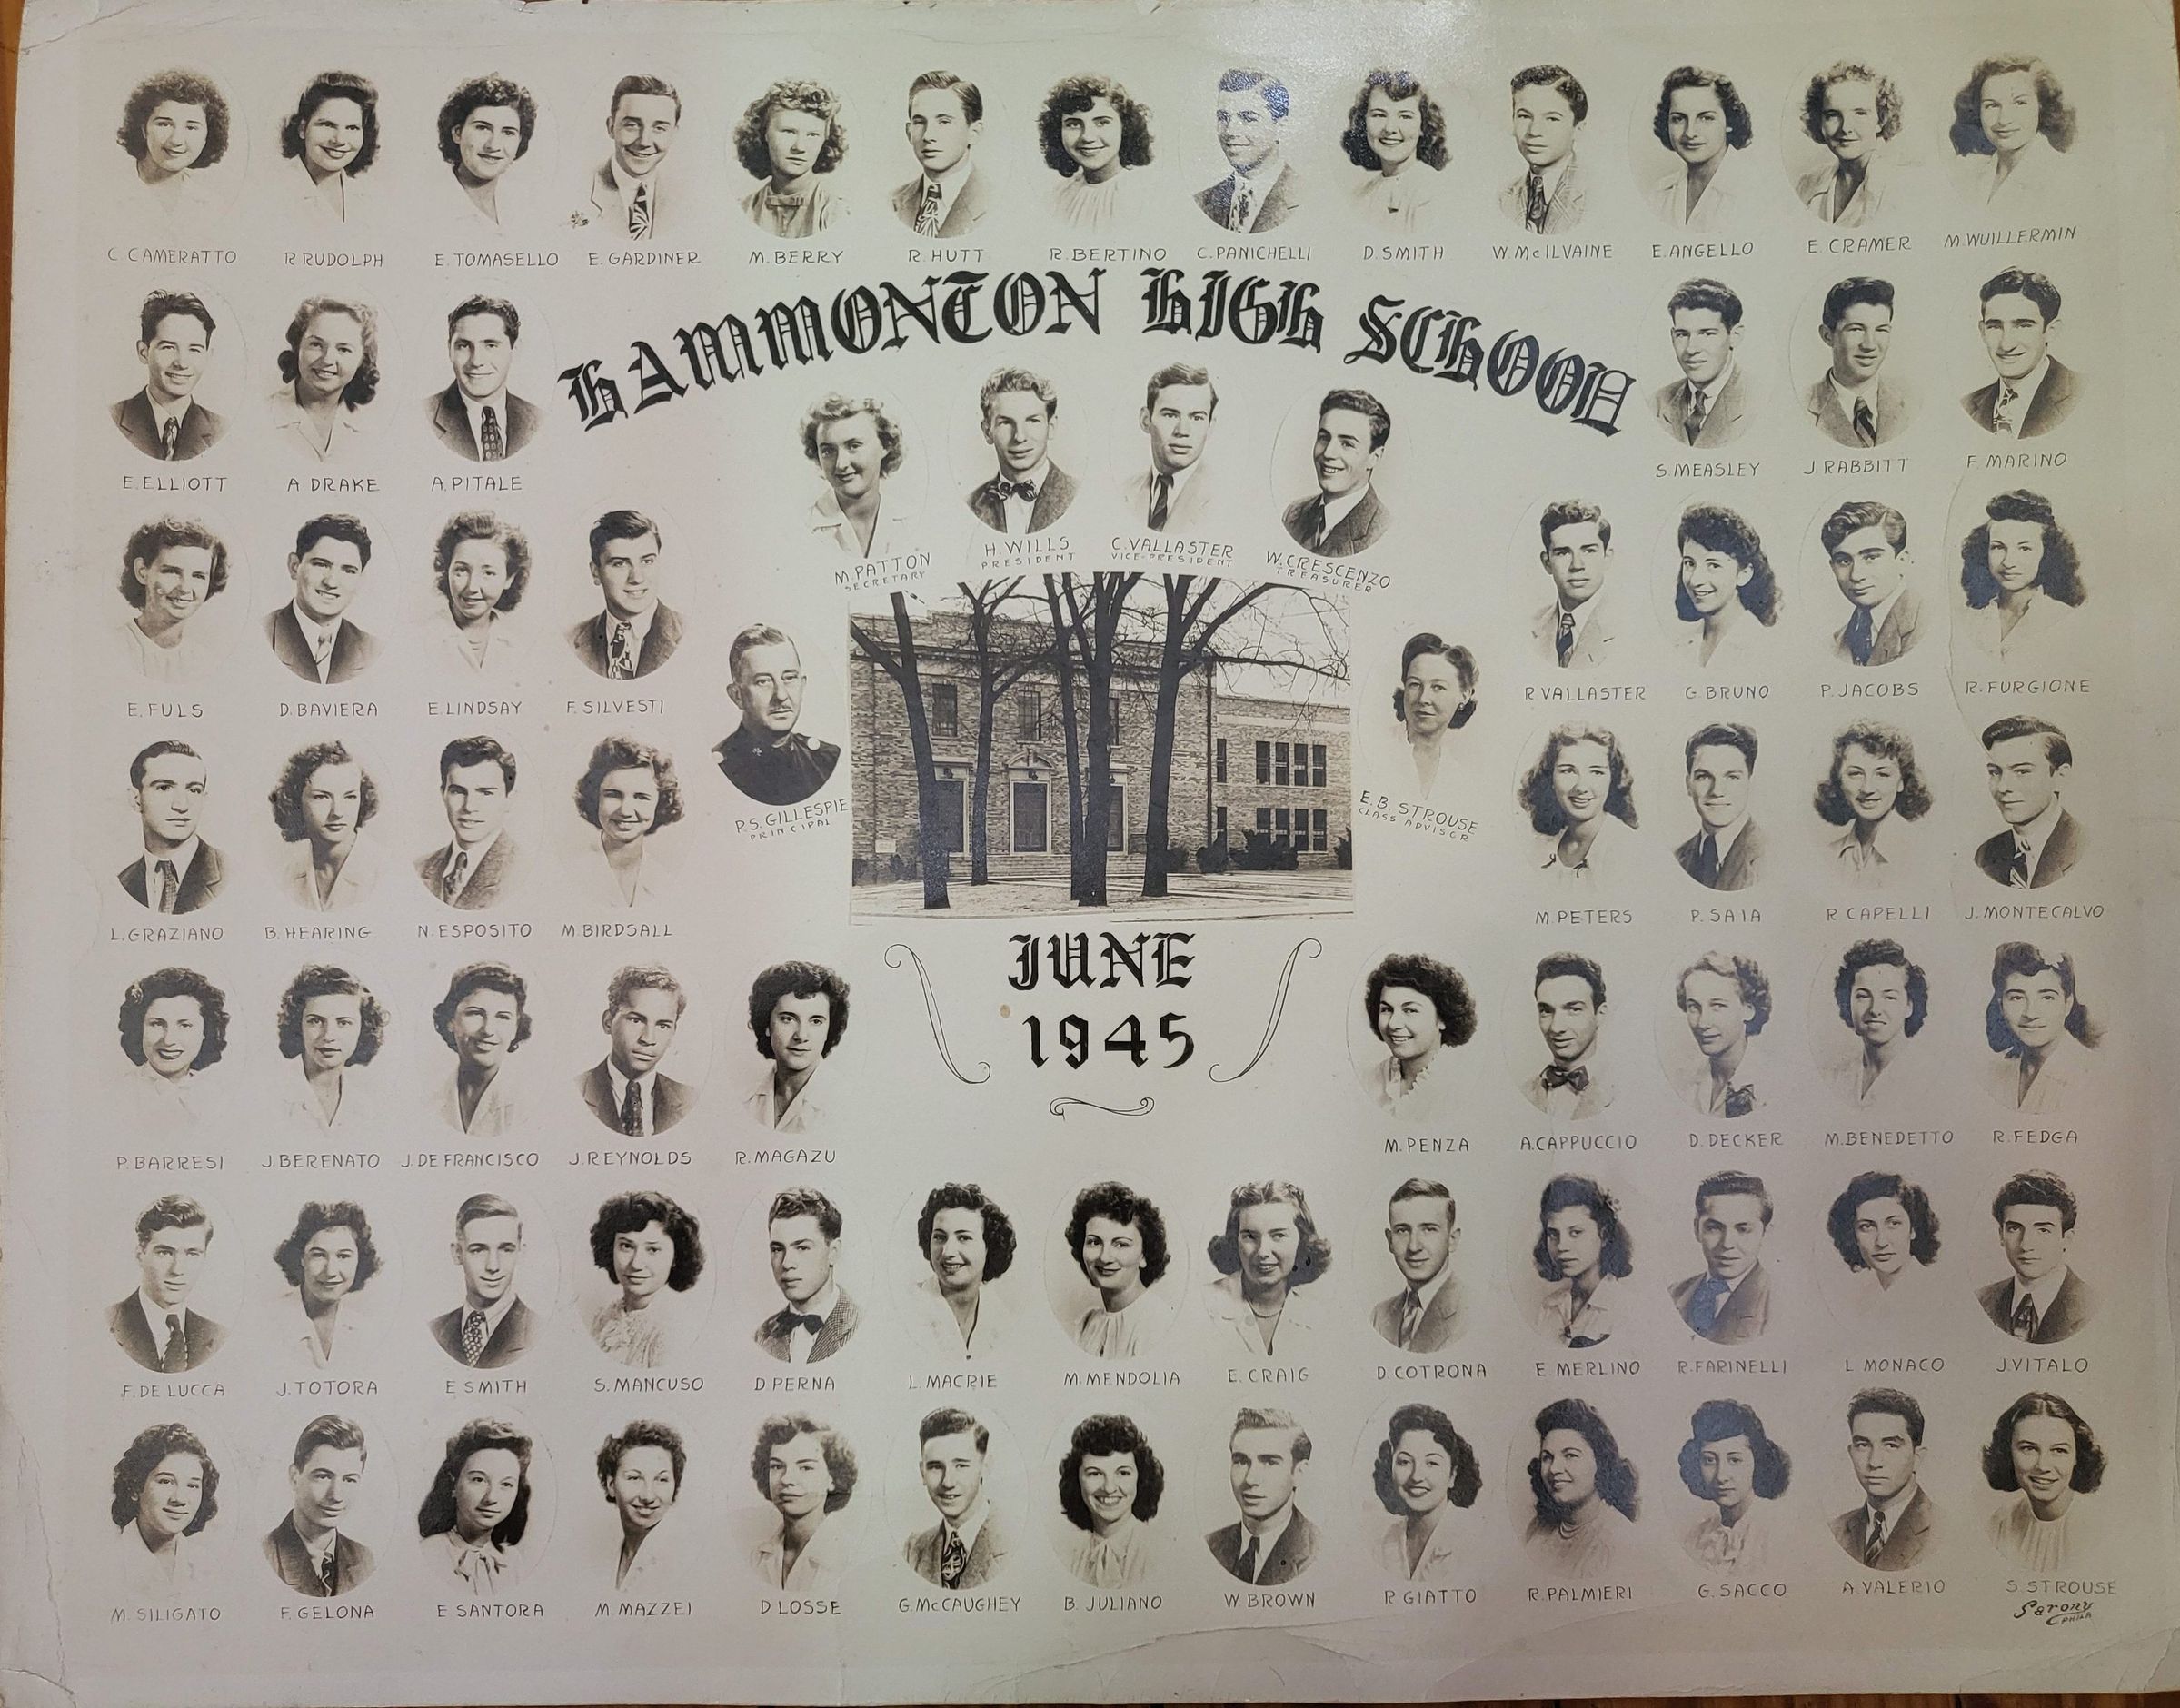 C. CAMERATTO R. RUDOLPH E. TOMASELLO E. GARDINER M. BERRY R. HUTT R. BERTINO C. PANICHELLI D. SMITH W. McILVAINE E. ANGELLO E. CRAMER M. WUILLERMIN
HAMMONTON HIGH SCHOOL
E. ELLIOTT A. DRAKE A. PITALE S. MEASLEY J. RABBITT F. MARINO
M. PATTON H. WILLS C. VALLASTER W. CRESCENZO
SECRETARY PRESIDENT VICE-PRESIDENT TREASURER
E. FULS D. BAVIERA E. LINDSAY F. SILVESTI R. VALLASTER G. BRUNO P. JACOBS R. FURGIONE
P. S. GILLESPIE E. B. STROUSE
PRINCIPAL CLASS ADVISOR
L. GRAZIANO B. HEARING N. ESPOSITO M. BIRDSALL M. PETERS P. SAIA R. CAPELLI J. MONTECALVO
JUNE
1945
P. BARRESI J. BERENATO J. DE FRANCISCO J. REYNOLDS R. MAGAZU M. PENZA A. CAPPUCCIO D. DECKER M. BENEDETTO R. FEDGA
F. DE LUCCA J. TOTORA E. SMITH S. MANCUSO D. PERNA L. MACRIE M. MENDOLIA E. CRAIG D. COTRONA E. MERLINO R. FARINELLI L. MONACO J. VITALO
M. SILIGATO F. GELONA E. SANTORA M. MAZZEI D. LOSSE G. McCAUGHEY B. JULIANO W. BROWN R. GIATTO R. PALMIERI G. SACCO A. VALERIO S. STROUSE
Sarony
PHILA